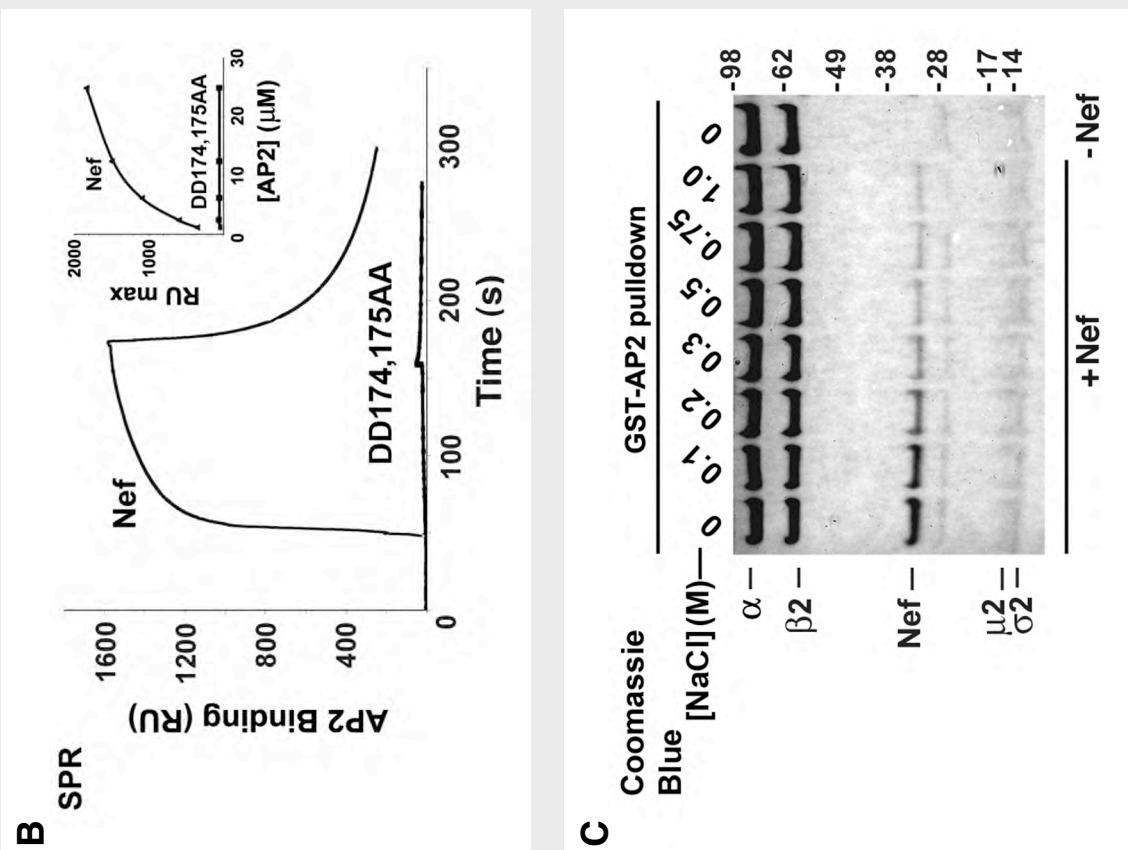 B
SPR
AP2 Binding (RU)
1600
1200
800
400
0
100
200
300
Time (s)
Nef
DD174,175AA
RU max
2000
1000
0
10
20
30
[AP2] (μM)
Nef
DD174,175AA
C
Coomassie
Blue
GST-AP2 pulldown
[NaCl] (M)—
0 0.1 0.2 0.3 0.5 0.75 1.0 0
α —
β2 —
Nef —
μ2 —
σ2 —
-98
-62
-49
-38
-28
-17
-14
+Nef
- Nef